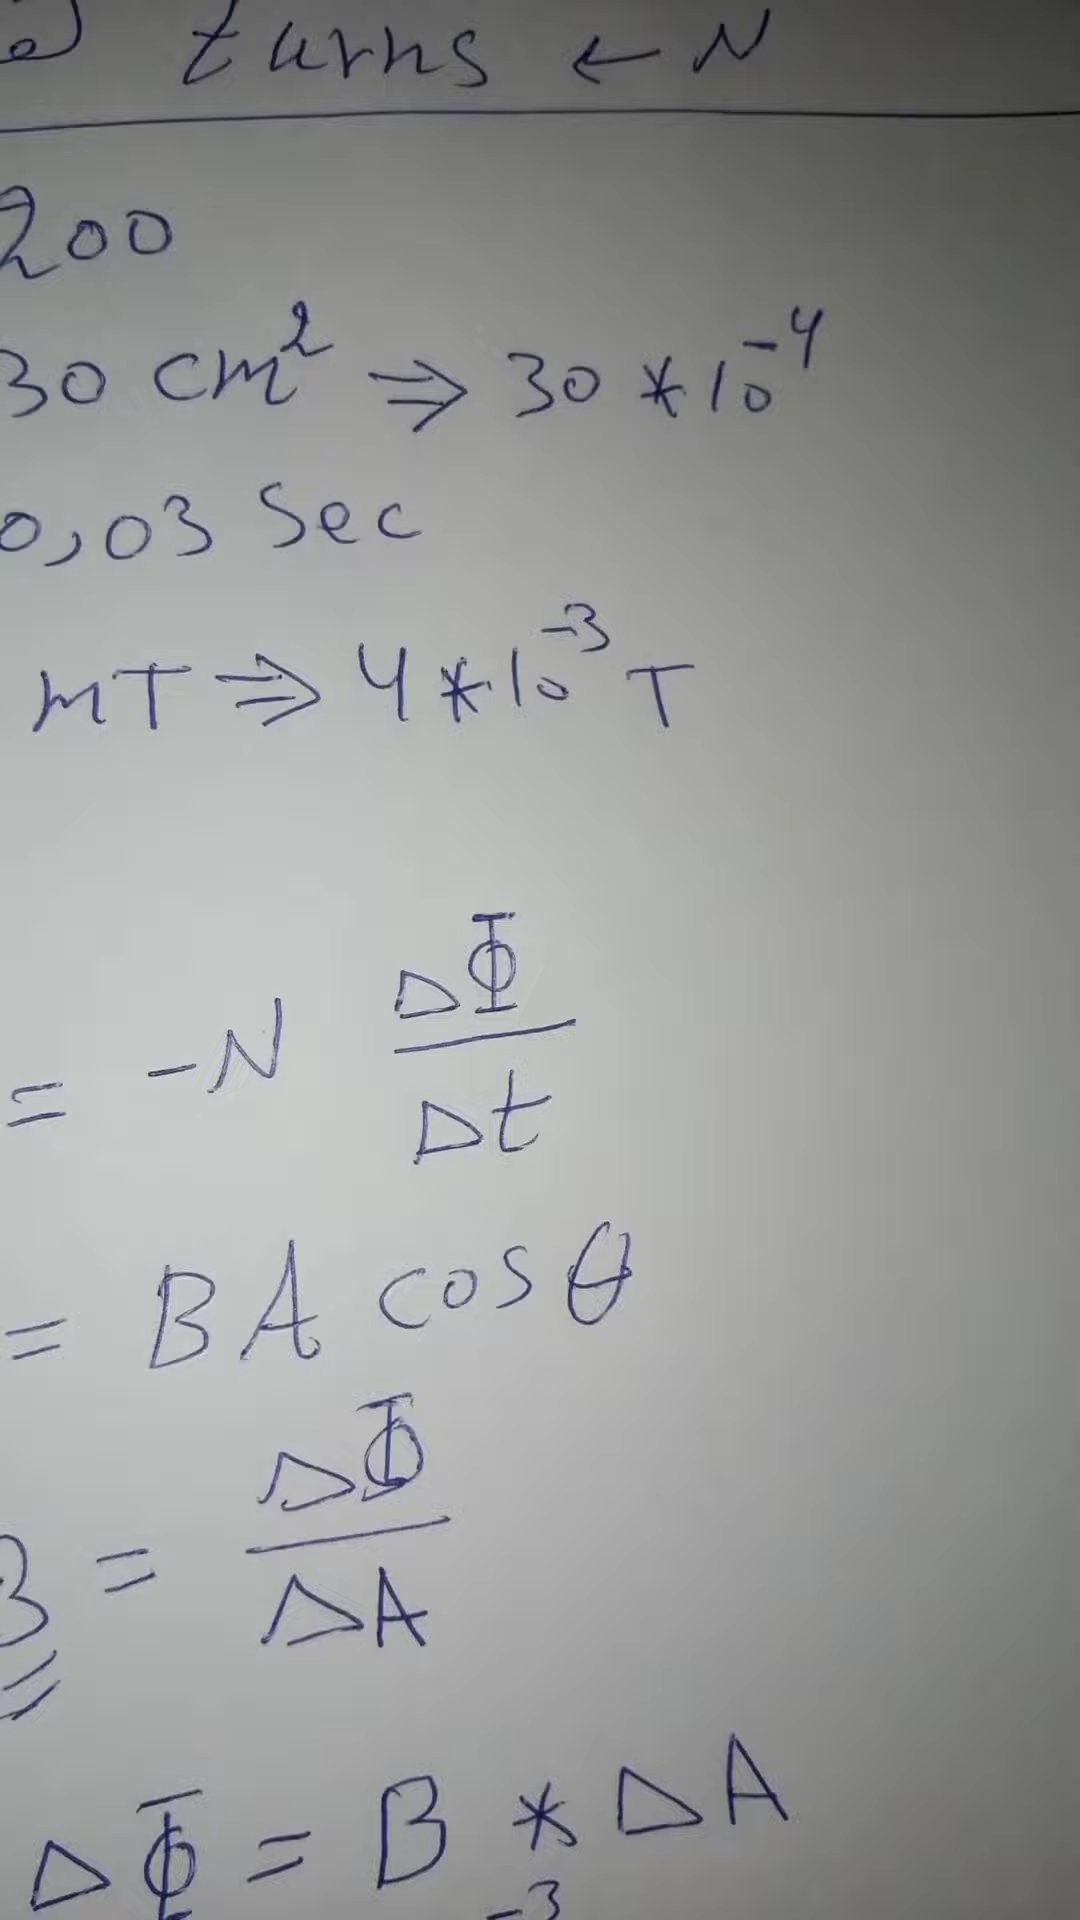 turns ← N
200
30 cm² ⇒ 30 * 10⁻⁴
0,03 Sec
mT ⇒ 4 * 10⁻³ T
= -N ΔΦ / Δt
= B A cos θ
B = ΔΦ / ΔA
ΔΦ = B * ΔA
-3